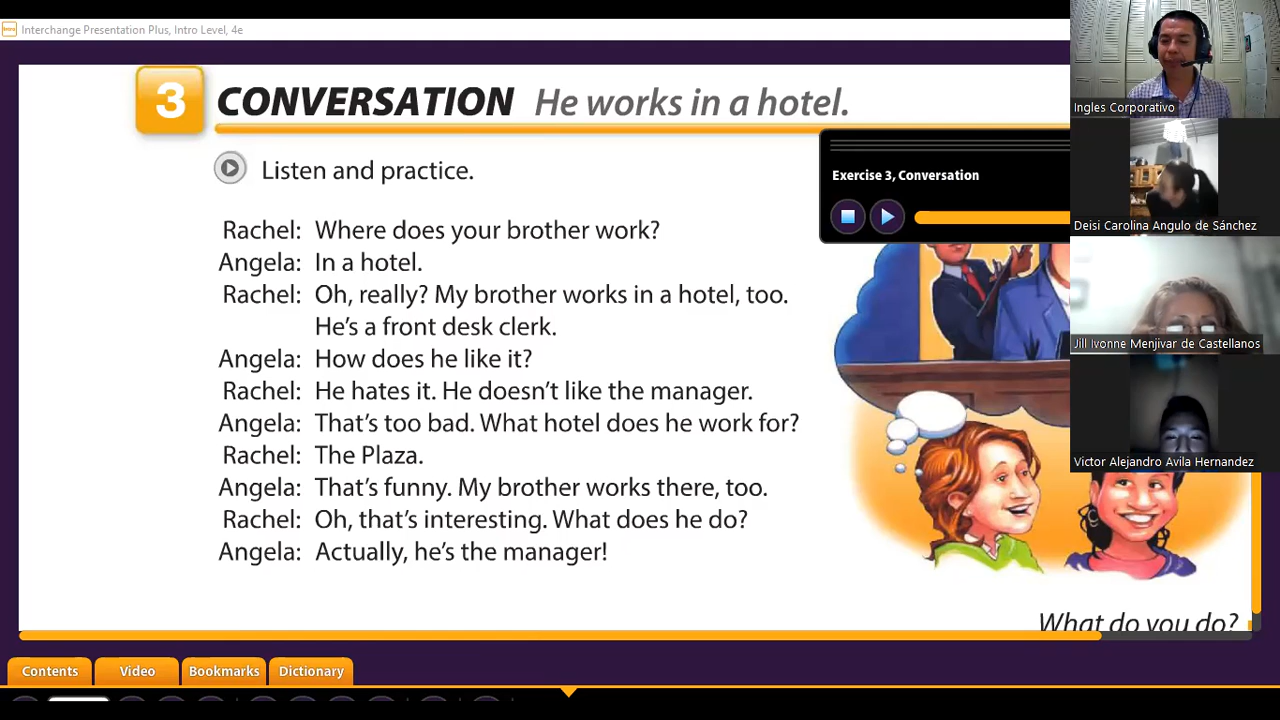 Interchange Presentation Plus, Intro Level, 4e
3 CONVERSATION He works in a hotel.
Listen and practice.
Exercise 3, Conversation
Rachel: Where does your brother work?
Angela: In a hotel.
Rachel: Oh, really? My brother works in a hotel, too.
He's a front desk clerk.
Angela: How does he like it?
Rachel: He hates it. He doesn't like the manager.
Angela: That's too bad. What hotel does he work for?
Rachel: The Plaza.
Angela: That's funny. My brother works there, too.
Rachel: Oh, that's interesting. What does he do?
Angela: Actually, he's the manager!
What do you do?
Contents Video Bookmarks Dictionary
Ingles Corporativo
Deisi Carolina Angulo de Sánchez
Jill Ivonne Menjivar de Castellanos
Victor Alejandro Avila Hernandez